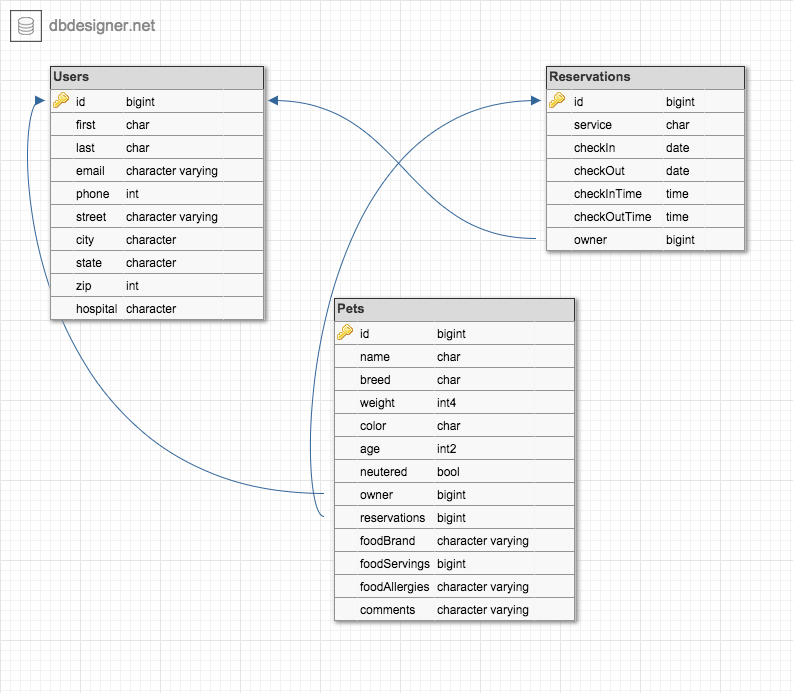 dbdesigner.net
Users
id bigint
first char
last char
email character varying
phone int
street character varying
city character
state character
zip int
hospital character
Reservations
id bigint
service char
checkIn date
checkOut date
checkInTime time
checkOutTime time
owner bigint
Pets
id bigint
name char
breed char
weight int4
color char
age int2
neutered bool
owner bigint
reservations bigint
foodBrand character varying
foodServings bigint
foodAllergies character varying
comments character varying